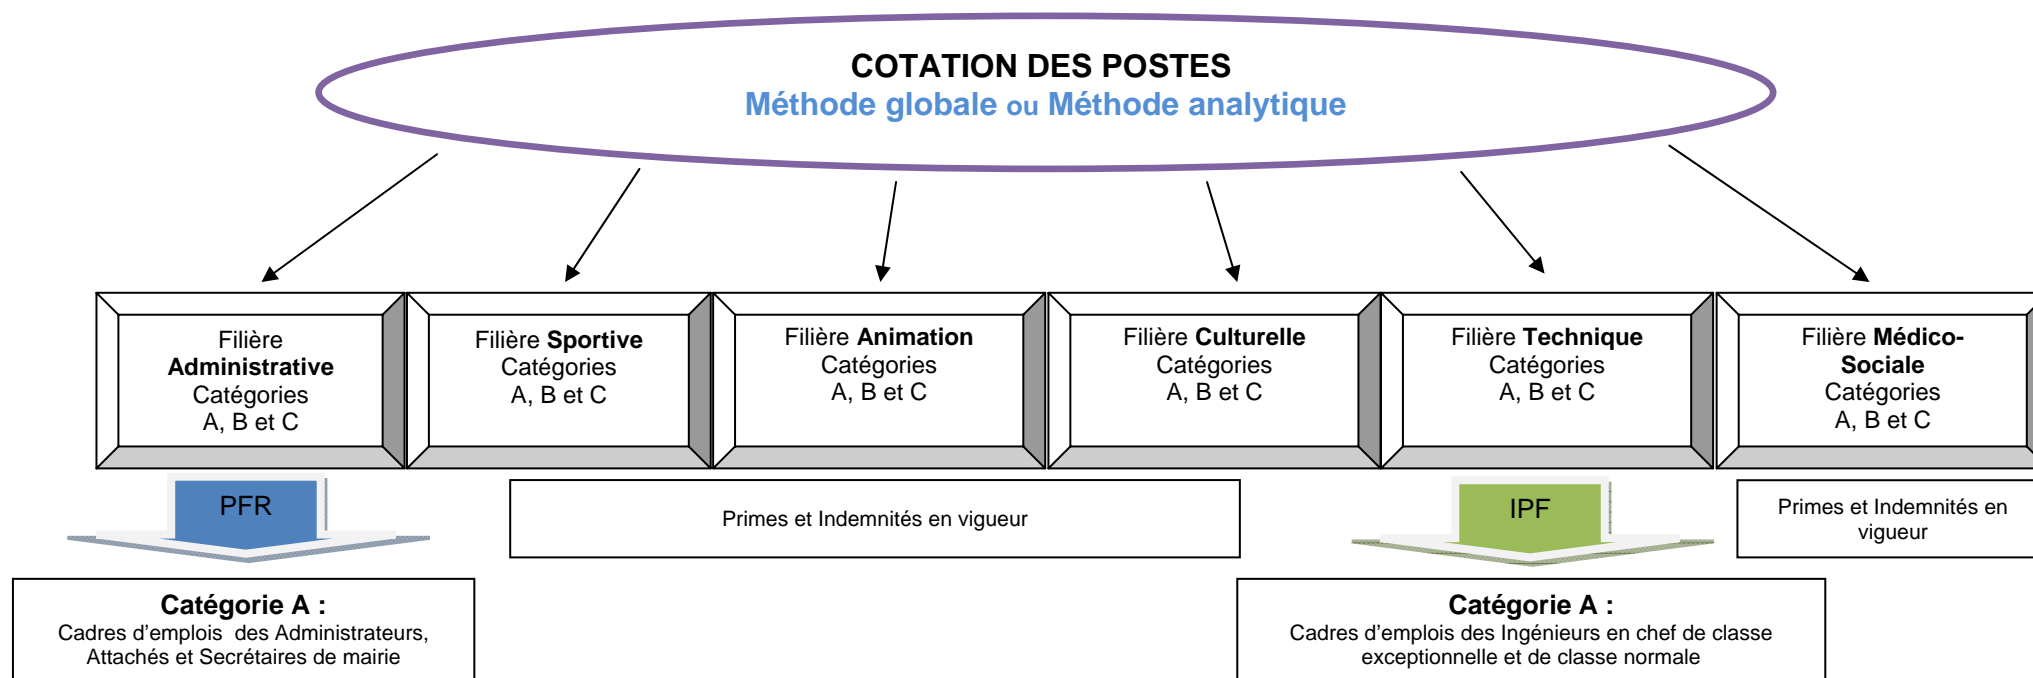 COTATION DES POSTES
Méthode globale ou Méthode analytique
Filière
Administrative
Catégories
A, B et C
Filière Sportive
Catégories
A, B et C
Filière Animation
Catégories
A, B et C
Filière Culturelle
Catégories
A, B et C
Filière Technique
Catégories
A, B et C
Filière Médico-
Sociale
Catégories
A, B et C
PFR
Primes et Indemnités en vigueur
IPF
Primes et Indemnités en
vigueur
Catégorie A :
Cadres d'emplois des Administrateurs,
Attachés et Secrétaires de mairie
Catégorie A :
Cadres d'emplois des Ingénieurs en chef de classe
exceptionnelle et de classe normale